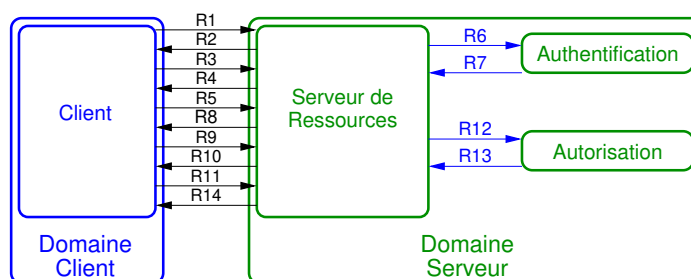 R1
R2
R3
R4
R5
R8
R9
R10
R11
R14
Client
Serveur de
Ressources
R6
R7
R12
R13
Authentification
Autorisation
Domaine
Client
Domaine
Serveur